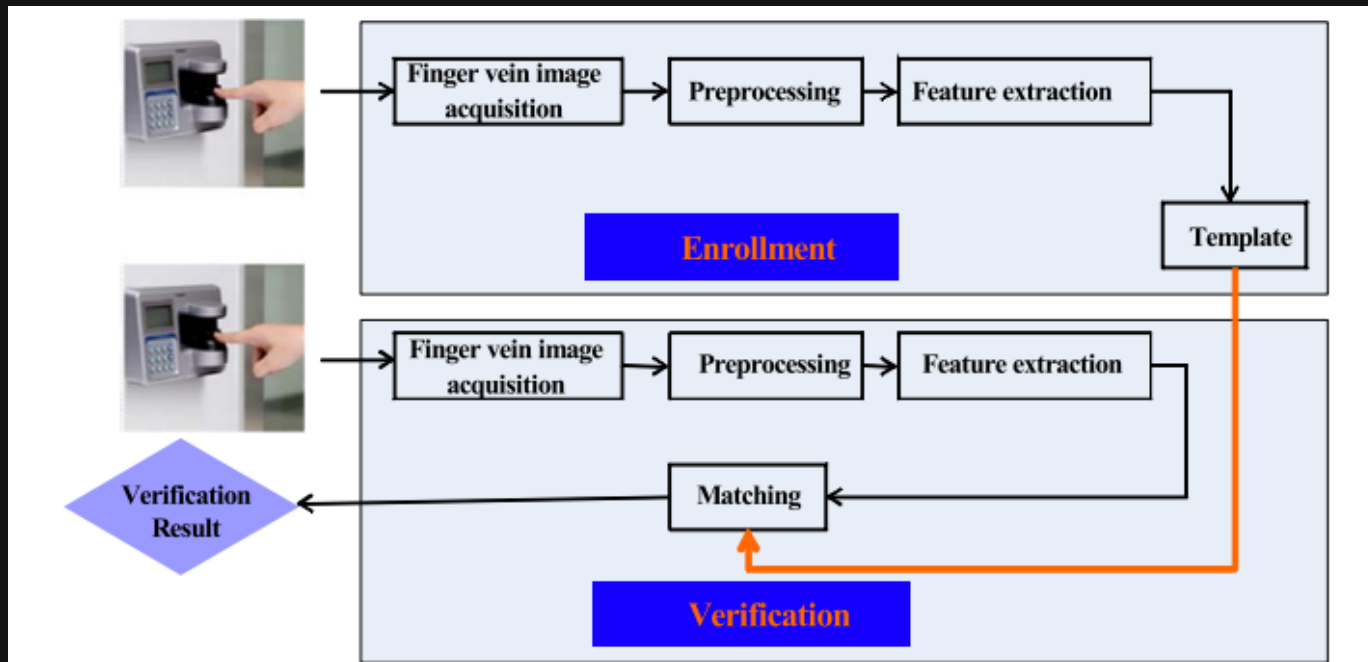 Finger vein image
acquisition
Preprocessing
Feature extraction
Template
Enrollment
Finger vein image
acquisition
Preprocessing
Feature extraction
Matching
Verification
Result
Verification